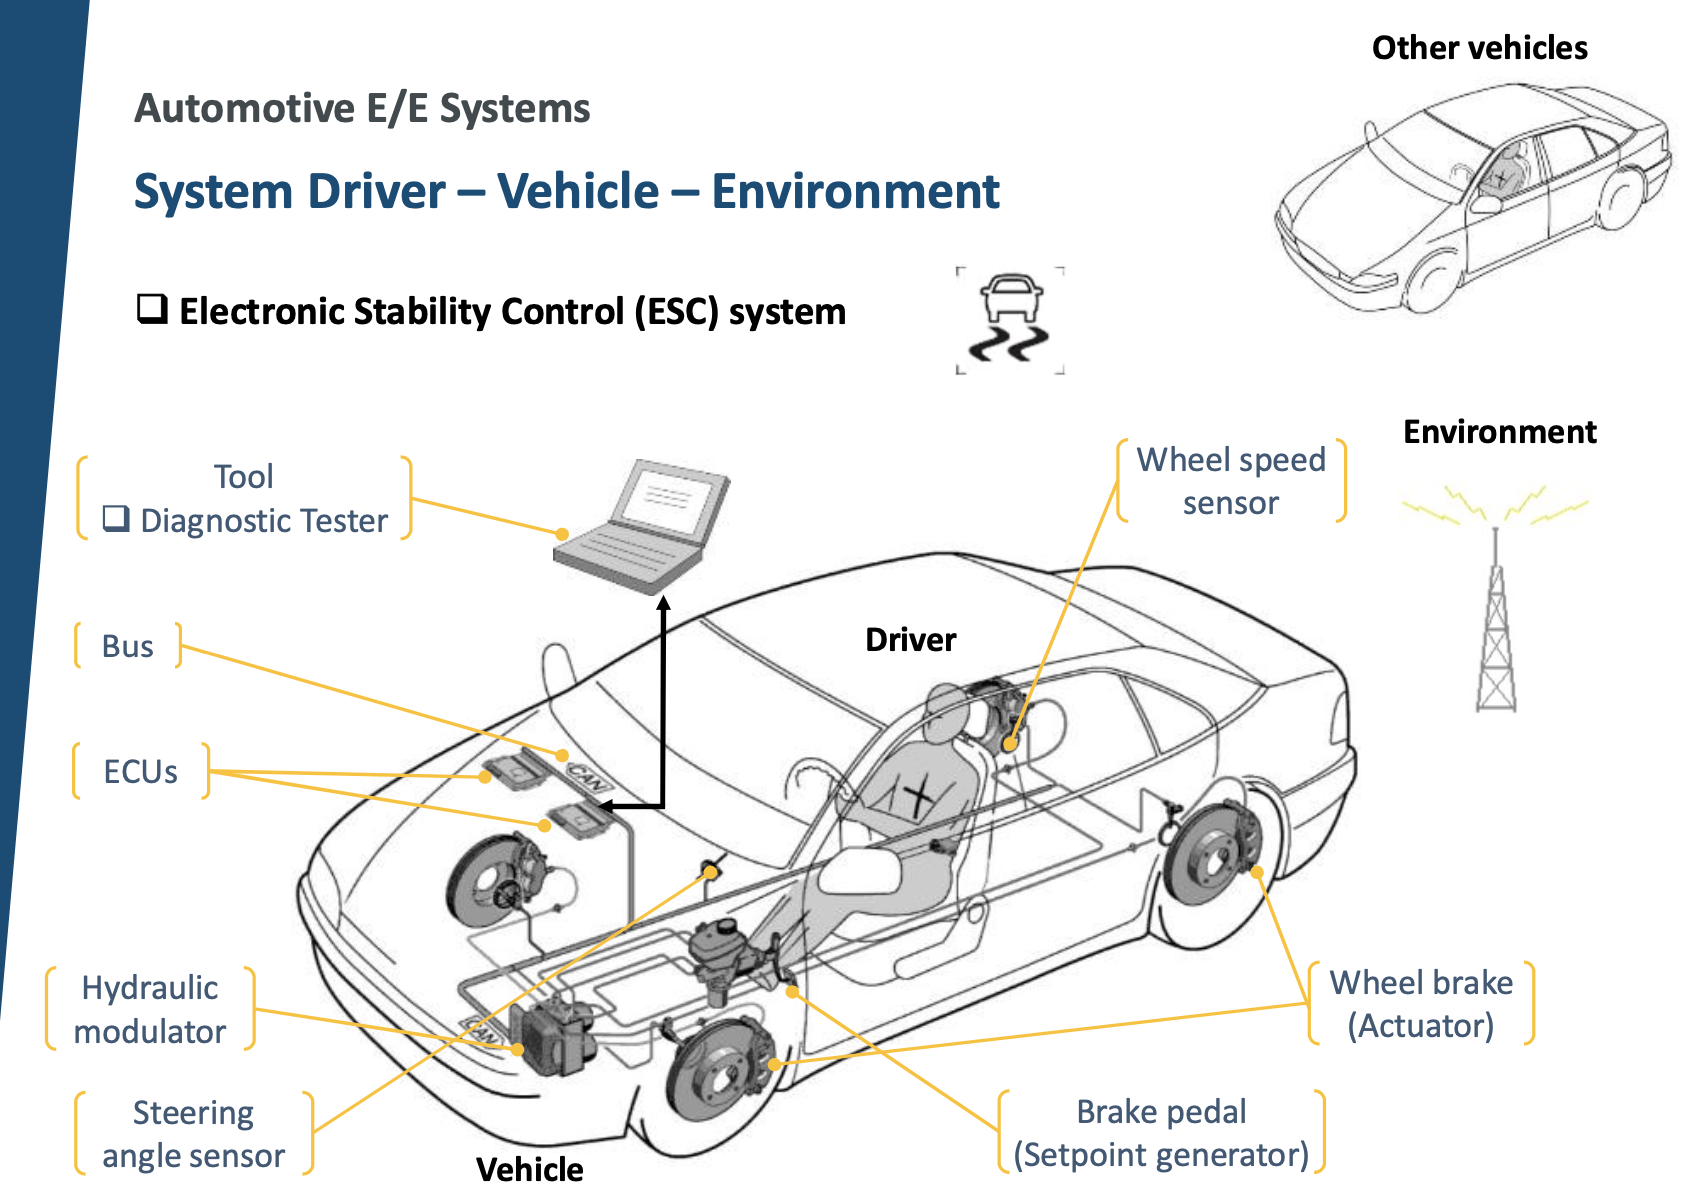 Other vehicles
Automotive E/E Systems
System Driver – Vehicle – Environment
❑ Electronic Stability Control (ESC) system
Environment
Wheel speed
sensor
Tool
❑ Diagnostic Tester
Driver
Bus
ECUs
CAN
Hydraulic
modulator
CAN
Wheel brake
(Actuator)
Steering
angle sensor
Brake pedal
(Setpoint generator)
Vehicle